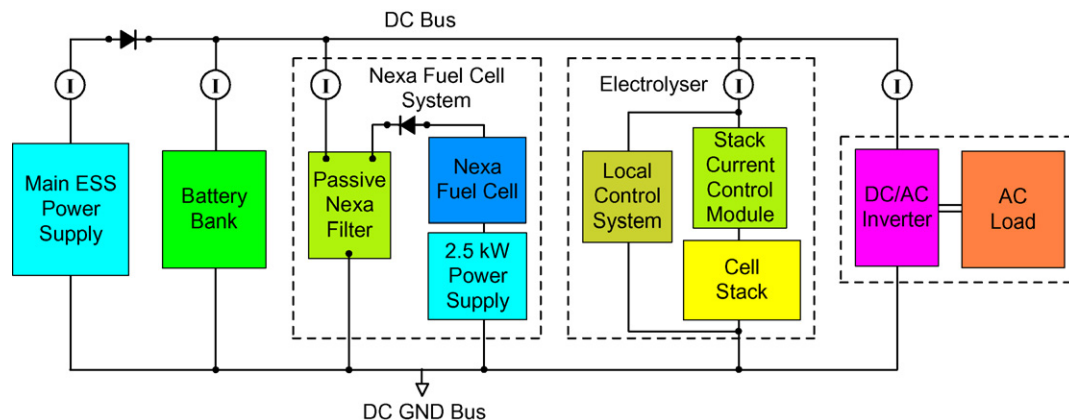 DC Bus
I
I
I
Nexa Fuel Cell
System
Electrolyser
I
I
Main ESS
Power
Supply
Battery
Bank
Passive
Nexa
Filter
Nexa
Fuel Cell
2.5 kW
Power
Supply
Local
Control
System
Stack
Current
Control
Module
Cell
Stack
DC/AC
Inverter
AC
Load
DC GND Bus